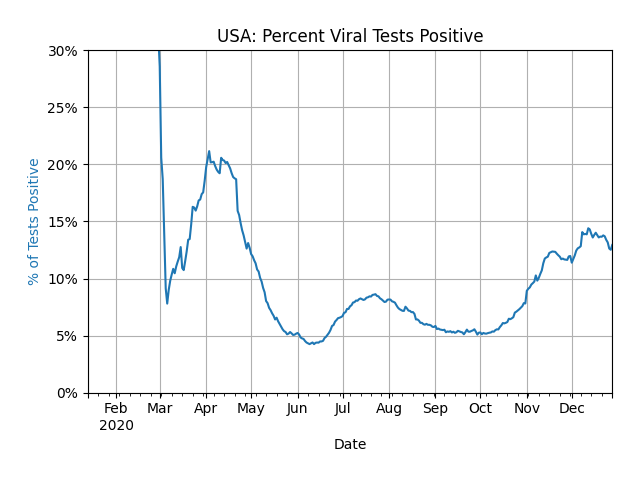 USA: Percent Viral Tests Positive
% of Tests Positive
30%
25%
20%
15%
10%
5%
0%
Feb Mar Apr May Jun Jul Aug Sep Oct Nov Dec
2020
Date